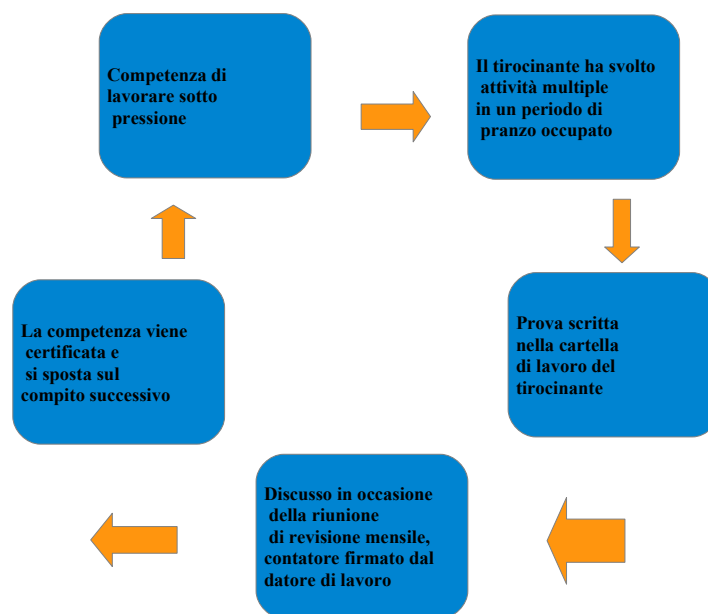 Competenza di
lavorare sotto
pressione
Il tirocinante ha svolto
attività multiple
in un periodo di
pranzo occupato
Prova scritta
nella cartella
di lavoro del
tirocinante
Discusso in occasione
della riunione
di revisione mensile,
contatore firmato dal
datore di lavoro
La competenza viene
certificata e
si sposta sul
compito successivo